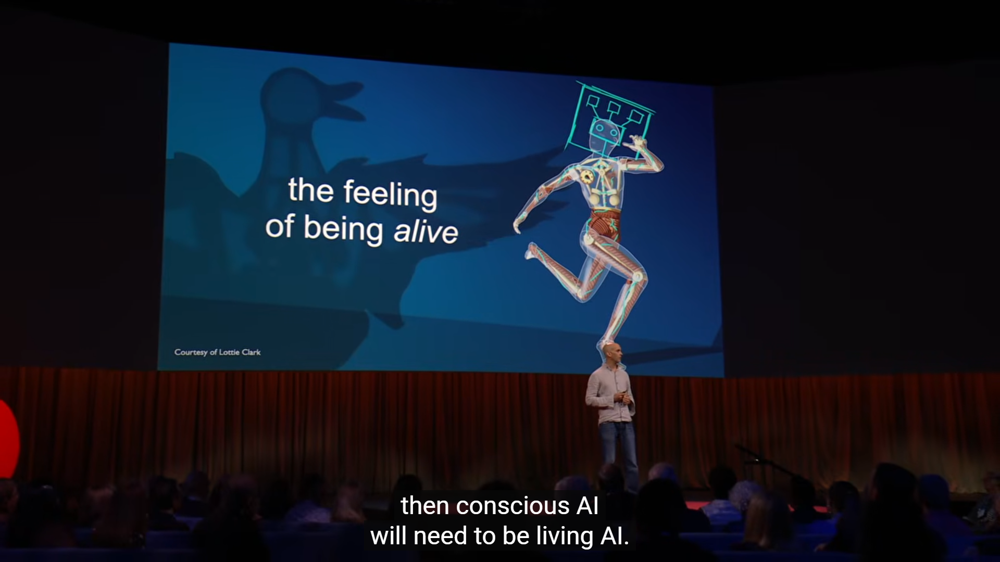 the feeling
of being alive
Courtesy of Lottie Clark
then conscious AI
will need to be living AI.